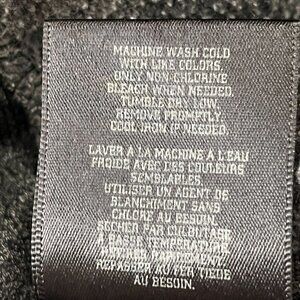 MACHINE WASH COLD
WITH LIKE COLORS.
ONLY NON-CHLORINE
BLEACH WHEN NEEDED.
TUMBLE DRY LOW.
REMOVE PROMPTLY.
COOL IRON IF NEEDED.
LAVER A LA MACHINE A L'EAU
FROIDE AVEC DES COULEURS
SEMBLABLES
UTILISER UN AGENT DE
BLANCHIMENT SANS
CHLORE AU BESOIN.
SECHER PAR CULBUTAGE
A BASSE TEMPERATURE
RAPIDEMENT.
REPASSER AU FER TIEDE
AU BESOIN.